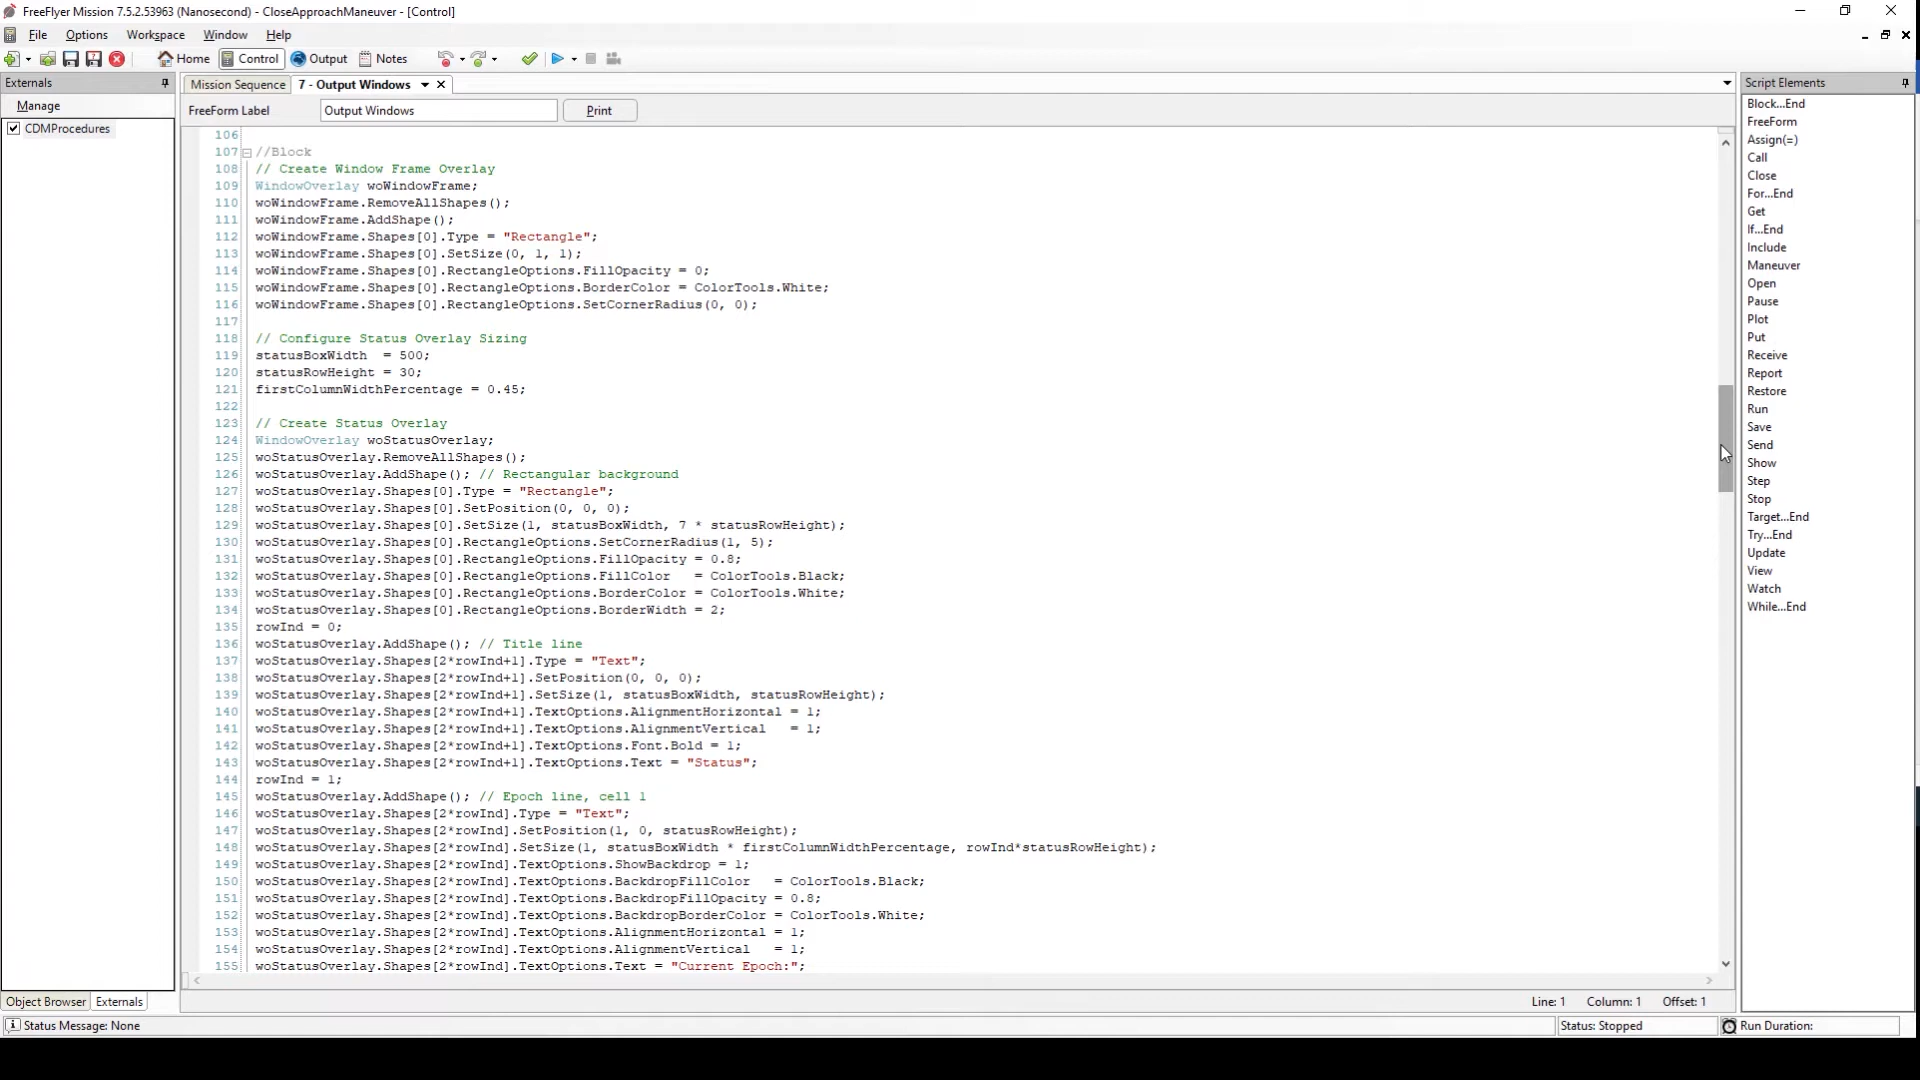 FreeFlyer Mission 7.5.2.53963 (Nanosecond) - CloseApproachManeuver - [Control]
File Options Workspace Window Help
Home Control Output Notes
Externals
Manage
CDMProcedures
Mission Sequence 7 - Output Windows
FreeForm Label Output Windows Print
106
107 //Block
108 // Create Window Frame Overlay
109 WindowOverlay woWindowFrame;
110 woWindowFrame.RemoveAllShapes();
111 woWindowFrame.AddShape();
112 woWindowFrame.Shapes[0].Type = "Rectangle";
113 woWindowFrame.Shapes[0].SetSize(0, 1, 1);
114 woWindowFrame.Shapes[0].RectangleOptions.FillOpacity = 0;
115 woWindowFrame.Shapes[0].RectangleOptions.BorderColor = ColorTools.White;
116 woWindowFrame.Shapes[0].RectangleOptions.SetCornerRadius(0, 0);
117
118 // Configure Status Overlay Sizing
119 statusBoxWidth  = 500;
120 statusRowHeight = 30;
121 firstColumnWidthPercentage = 0.45;
122
123 // Create Status Overlay
124 WindowOverlay woStatusOverlay;
125 woStatusOverlay.RemoveAllShapes();
126 woStatusOverlay.AddShape(); // Rectangular background
127 woStatusOverlay.Shapes[0].Type = "Rectangle";
128 woStatusOverlay.Shapes[0].SetPosition(0, 0, 0);
129 woStatusOverlay.Shapes[0].SetSize(1, statusBoxWidth, 7 * statusRowHeight);
130 woStatusOverlay.Shapes[0].RectangleOptions.SetCornerRadius(1, 5);
131 woStatusOverlay.Shapes[0].RectangleOptions.FillOpacity = 0.8;
132 woStatusOverlay.Shapes[0].RectangleOptions.FillColor   = ColorTools.Black;
133 woStatusOverlay.Shapes[0].RectangleOptions.BorderColor = ColorTools.White;
134 woStatusOverlay.Shapes[0].RectangleOptions.BorderWidth = 2;
135 rowInd = 0;
136 woStatusOverlay.AddShape(); // Title line
137 woStatusOverlay.Shapes[2*rowInd+1].Type = "Text";
138 woStatusOverlay.Shapes[2*rowInd+1].SetPosition(0, 0, 0);
139 woStatusOverlay.Shapes[2*rowInd+1].SetSize(1, statusBoxWidth, statusRowHeight);
140 woStatusOverlay.Shapes[2*rowInd+1].TextOptions.AlignmentHorizontal = 1;
141 woStatusOverlay.Shapes[2*rowInd+1].TextOptions.AlignmentVertical   = 1;
142 woStatusOverlay.Shapes[2*rowInd+1].TextOptions.Font.Bold = 1;
143 woStatusOverlay.Shapes[2*rowInd+1].TextOptions.Text = "Status";
144 rowInd = 1;
145 woStatusOverlay.AddShape(); // Epoch line, cell 1
146 woStatusOverlay.Shapes[2*rowInd].Type = "Text";
147 woStatusOverlay.Shapes[2*rowInd].SetPosition(1, 0, statusRowHeight);
148 woStatusOverlay.Shapes[2*rowInd].SetSize(1, statusBoxWidth * firstColumnWidthPercentage, rowInd*statusRowHeight);
149 woStatusOverlay.Shapes[2*rowInd].TextOptions.ShowBackdrop = 1;
150 woStatusOverlay.Shapes[2*rowInd].TextOptions.BackdropFillColor   = ColorTools.Black;
151 woStatusOverlay.Shapes[2*rowInd].TextOptions.BackdropFillOpacity = 0.8;
152 woStatusOverlay.Shapes[2*rowInd].TextOptions.BackdropBorderColor = ColorTools.White;
153 woStatusOverlay.Shapes[2*rowInd].TextOptions.AlignmentHorizontal = 1;
154 woStatusOverlay.Shapes[2*rowInd].TextOptions.AlignmentVertical   = 1;
155 woStatusOverlay.Shapes[2*rowInd].TextOptions.Text = "Current Epoch:";
Script Elements
Block...End
FreeForm
Assign(=)
Call
Close
For...End
Get
If...End
Include
Maneuver
Open
Pause
Plot
Put
Receive
Report
Restore
Run
Save
Send
Show
Step
Stop
Target...End
Try...End
Update
View
Watch
While...End
Object Browser Externals
Line: 1 Column: 1 Offset: 1
Status Message: None Status: Stopped Run Duration: